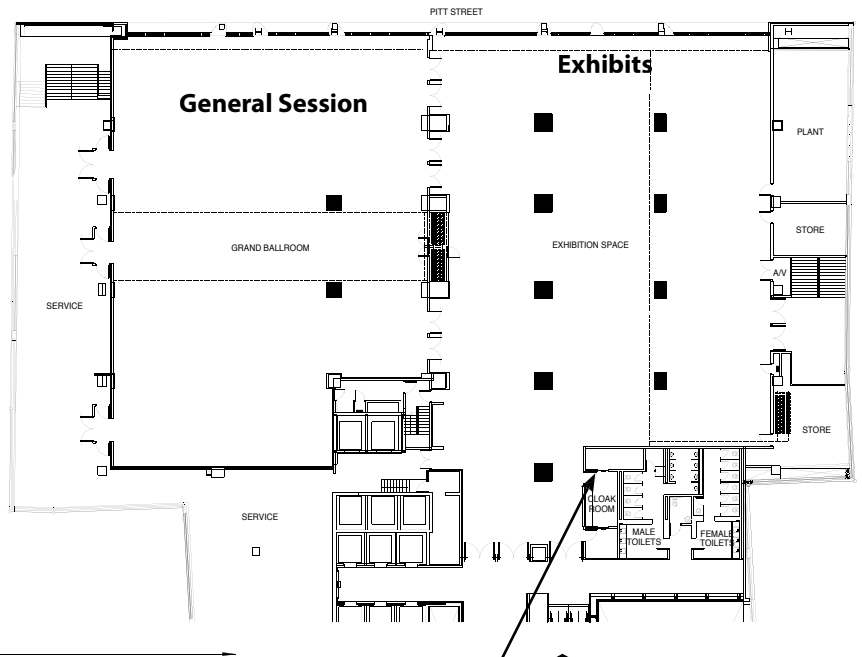 PITT STREET
H
Exhibits
General Session
PLANT
STORE
GRAND BALLROOM
EXHIBITION SPACE
A/V
SERVICE
STORE
CLOAK
ROOM
MALE
TOILETS
FEMALE
TOILETS
SERVICE